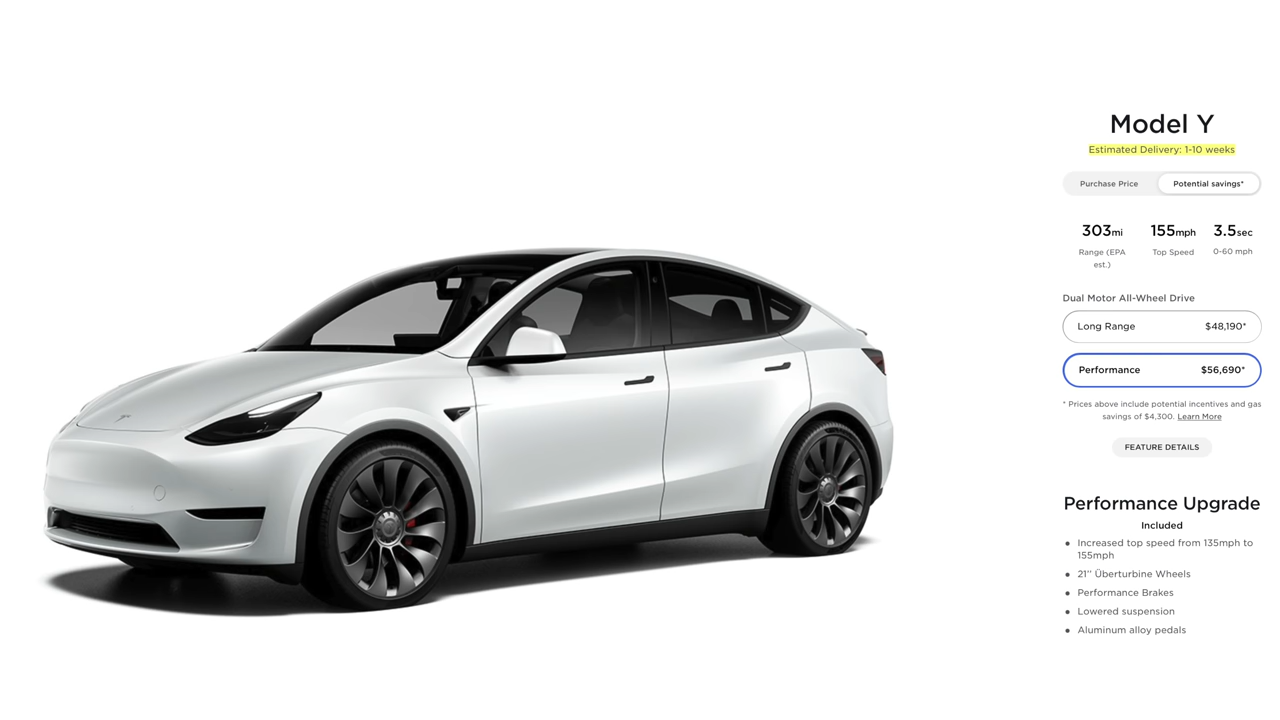 Model Y
Estimated Delivery: 1-10 weeks
Purchase Price Potential savings*
303mi 155mph 3.5sec
Range (EPA est.) Top Speed 0-60 mph
Dual Motor All-Wheel Drive
Long Range $48,190*
Performance $56,690*
* Prices above include potential incentives and gas
savings of $4,300. Learn More
FEATURE DETAILS
Performance Upgrade
Included
• Increased top speed from 135mph to
155mph
• 21’’ Überturbine Wheels
• Performance Brakes
• Lowered suspension
• Aluminum alloy pedals